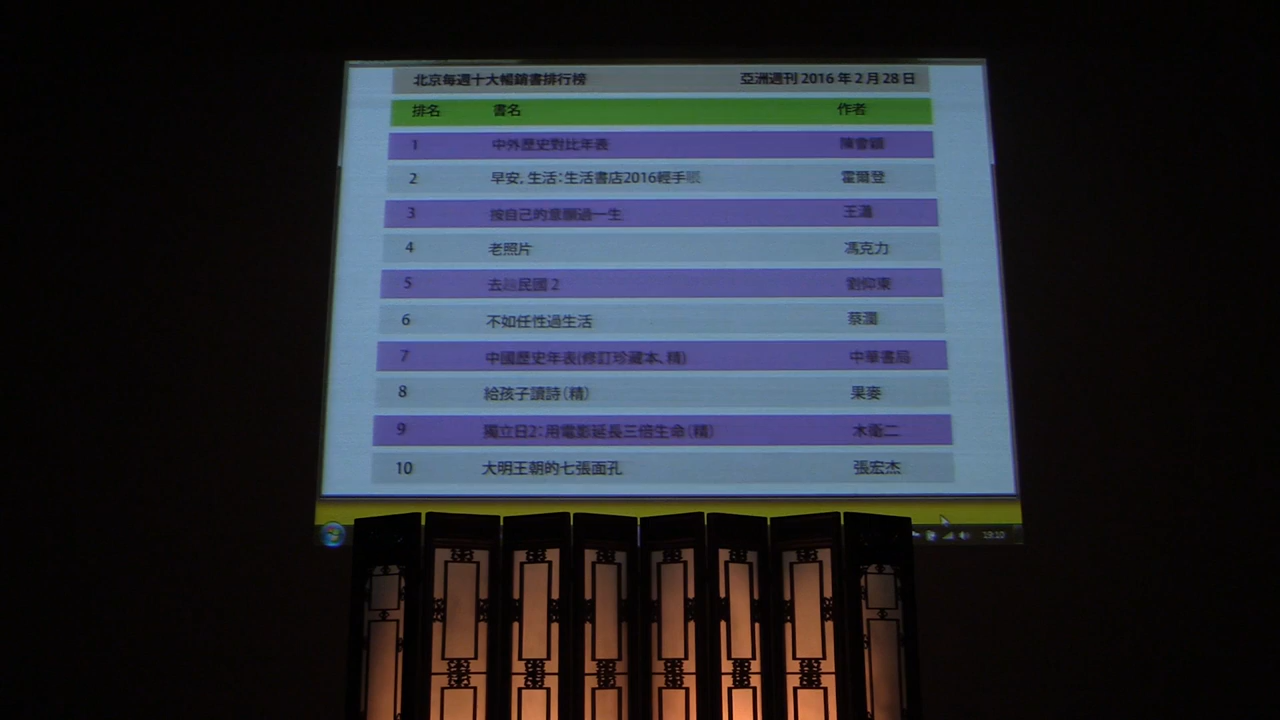 北京每週十大暢銷書排行榜 亞洲週刊 2016 年 2 月 28 日
排名 書名 作者
1 中外歷史對比年表
2 早安,生活:生活書店2016輕手賬 霍爾登
3 按自己的意願過一生 王瀟
4 老照片 馮克力
5 去趟民國 2 劉仰東
6 不如任性過生活 蔡瀾
7 中國歷史年表(修訂珍藏本、精) 中華書局
8 給孩子讀詩(精) 果麥
9 獨立日2:用電影延長三倍生命(精) 木衛二
10 大明王朝的七張面孔 張宏杰
19:10